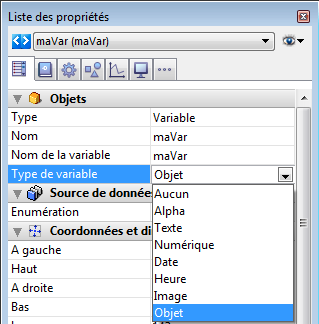 Liste des propriétés
maVar (maVar)
Objets
Type Variable
Nom maVar
Nom de la variable maVar
Type de variable Objet
Source de donnée
Aucun
Enumération
Alpha
Texte
Coordonnées et di
Numérique
A gauche
Date
Haut
Heure
A droite
Image
Bas
Objet